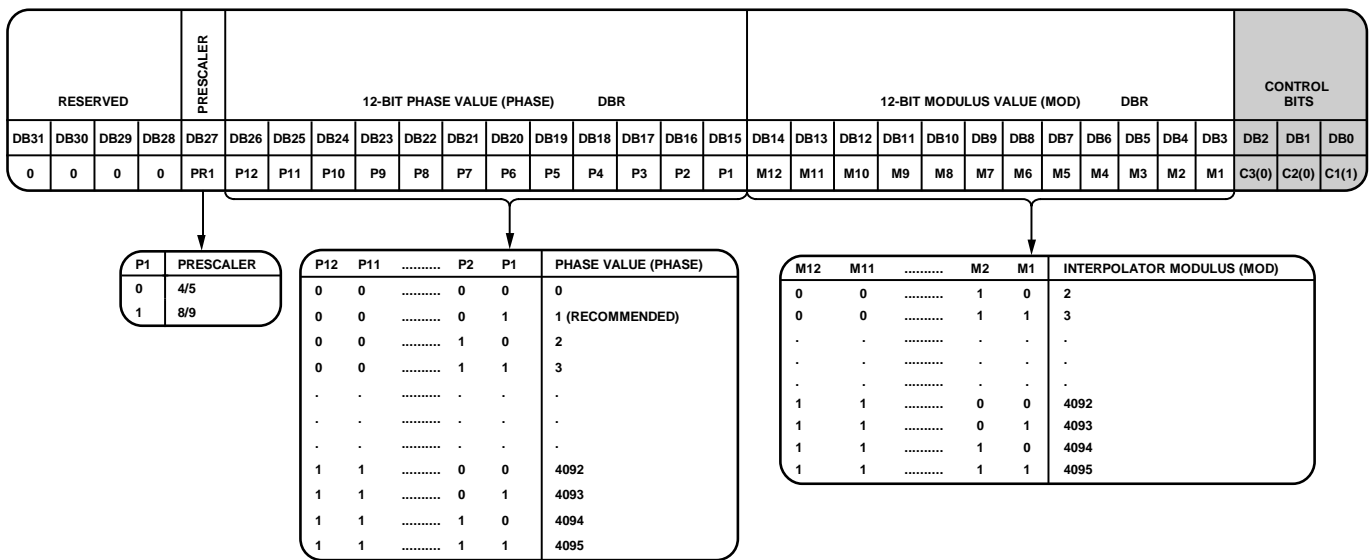 RESERVED PRESCALER 12-BIT PHASE VALUE (PHASE) DBR 12-BIT MODULUS VALUE (MOD) DBR CONTROL BITS
DB31 DB30 DB29 DB28 DB27 DB26 DB25 DB24 DB23 DB22 DB21 DB20 DB19 DB18 DB17 DB16 DB15 DB14 DB13 DB12 DB11 DB10 DB9 DB8 DB7 DB6 DB5 DB4 DB3 DB2 DB1 DB0
0 0 0 0 PR1 P12 P11 P10 P9 P8 P7 P6 P5 P4 P3 P2 P1 M12 M11 M10 M9 M8 M7 M6 M5 M4 M3 M2 M1 C3(0) C2(0) C1(1)
P1 PRESCALER
0 4/5
1 8/9
P12 P11 .......... P2 P1 PHASE VALUE (PHASE)
0 0 .......... 0 0 0
0 0 .......... 0 1 1 (RECOMMENDED)
0 0 .......... 1 0 2
0 0 .......... 1 1 3
. . .......... . . .
. . .......... . . .
. . .......... . . .
1 1 .......... 0 0 4092
1 1 .......... 0 1 4093
1 1 .......... 1 0 4094
1 1 .......... 1 1 4095
M12 M11 .......... M2 M1 INTERPOLATOR MODULUS (MOD)
0 0 .......... 1 0 2
0 0 .......... 1 1 3
. . .......... . . .
. . .......... . . .
. . .......... . . .
1 1 .......... 0 0 4092
1 1 .......... 0 1 4093
1 1 .......... 1 0 4094
1 1 .......... 1 1 4095